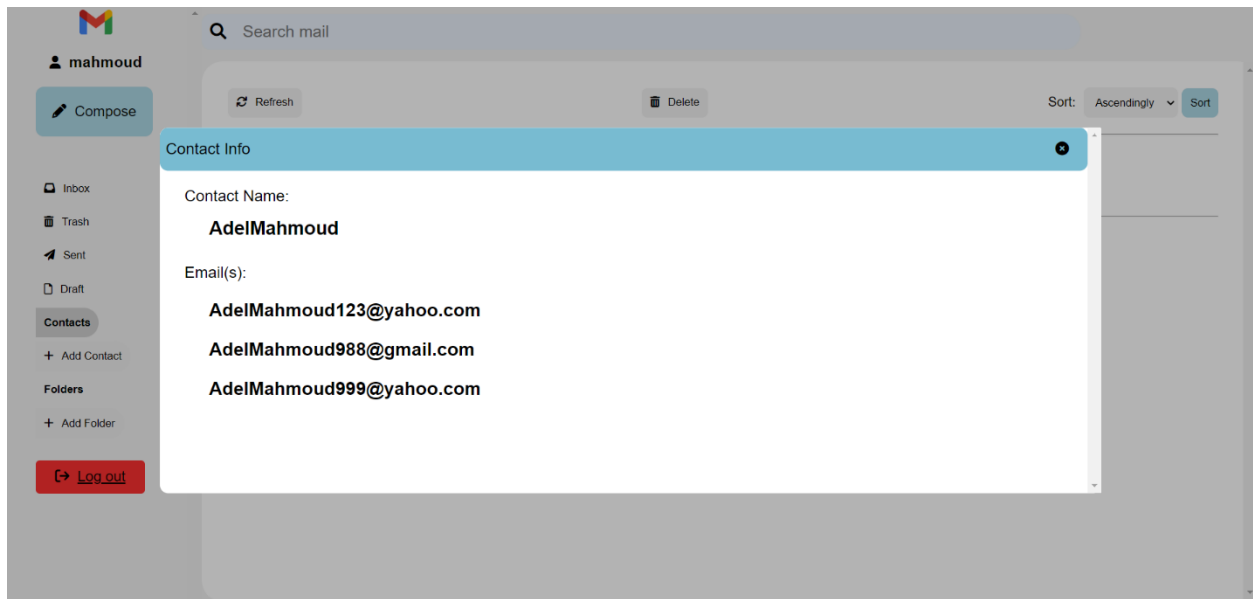 Search mail
mahmoud
Compose
Refresh
Delete
Sort:
Ascendingly
Sort
Contact Info
Contact Name:
AdelMahmoud
Email(s):
AdelMahmoud123@yahoo.com
AdelMahmoud988@gmail.com
AdelMahmoud999@yahoo.com
Inbox
Trash
Sent
Draft
Contacts
+ Add Contact
Folders
+ Add Folder
Log out